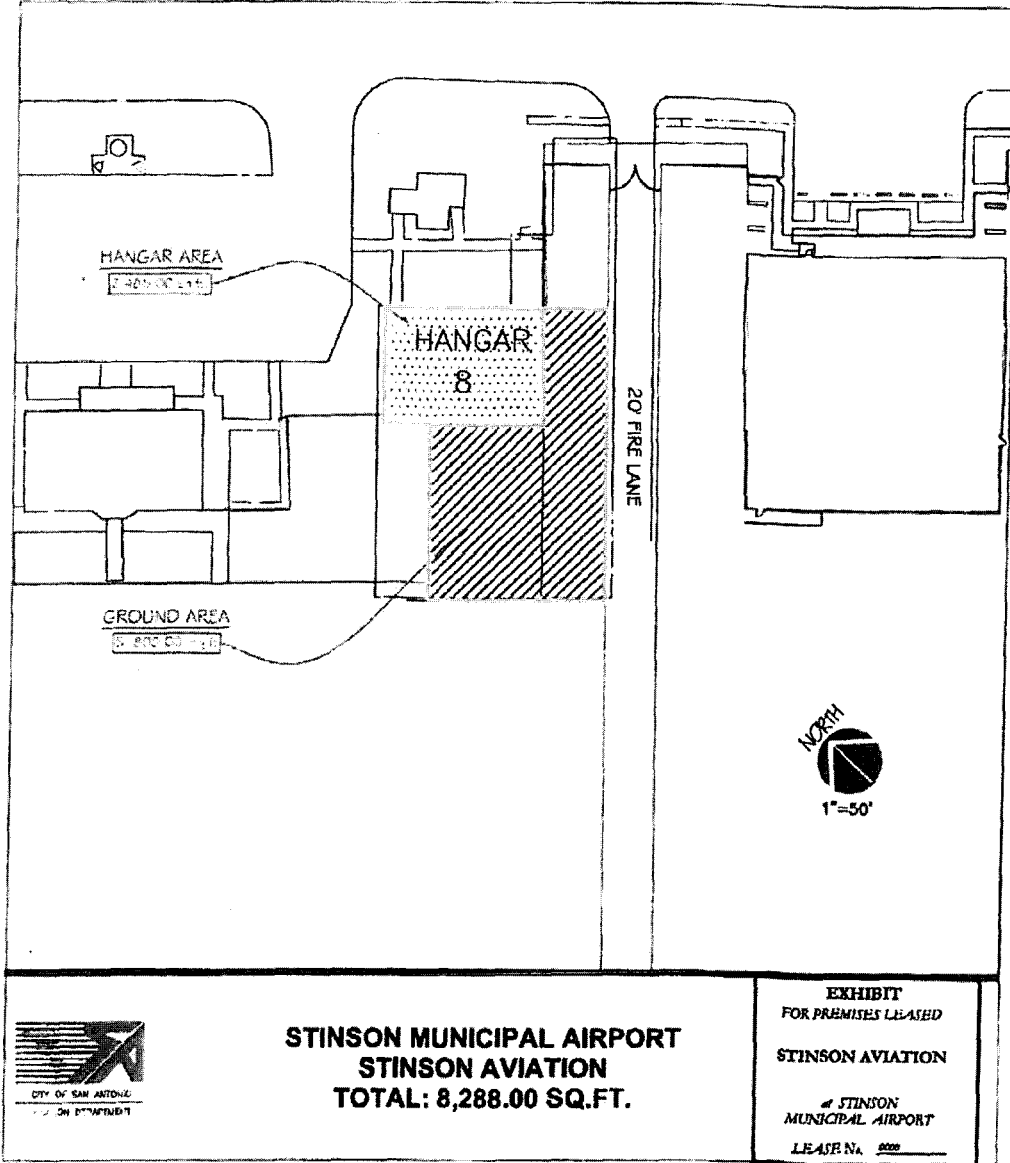 HANGAR AREA
HANGAR
8
20' FIRE LANE
GROUND AREA
NORTH
1"=50'
CITY OF SAN ANTONIO
DEPARTMENT
STINSON MUNICIPAL AIRPORT
STINSON AVIATION
TOTAL: 8,288.00 SQ.FT.
EXHIBIT
FOR PREMISES LEASED
STINSON AVIATION
at STINSON
MUNICIPAL AIRPORT
LEASE No.